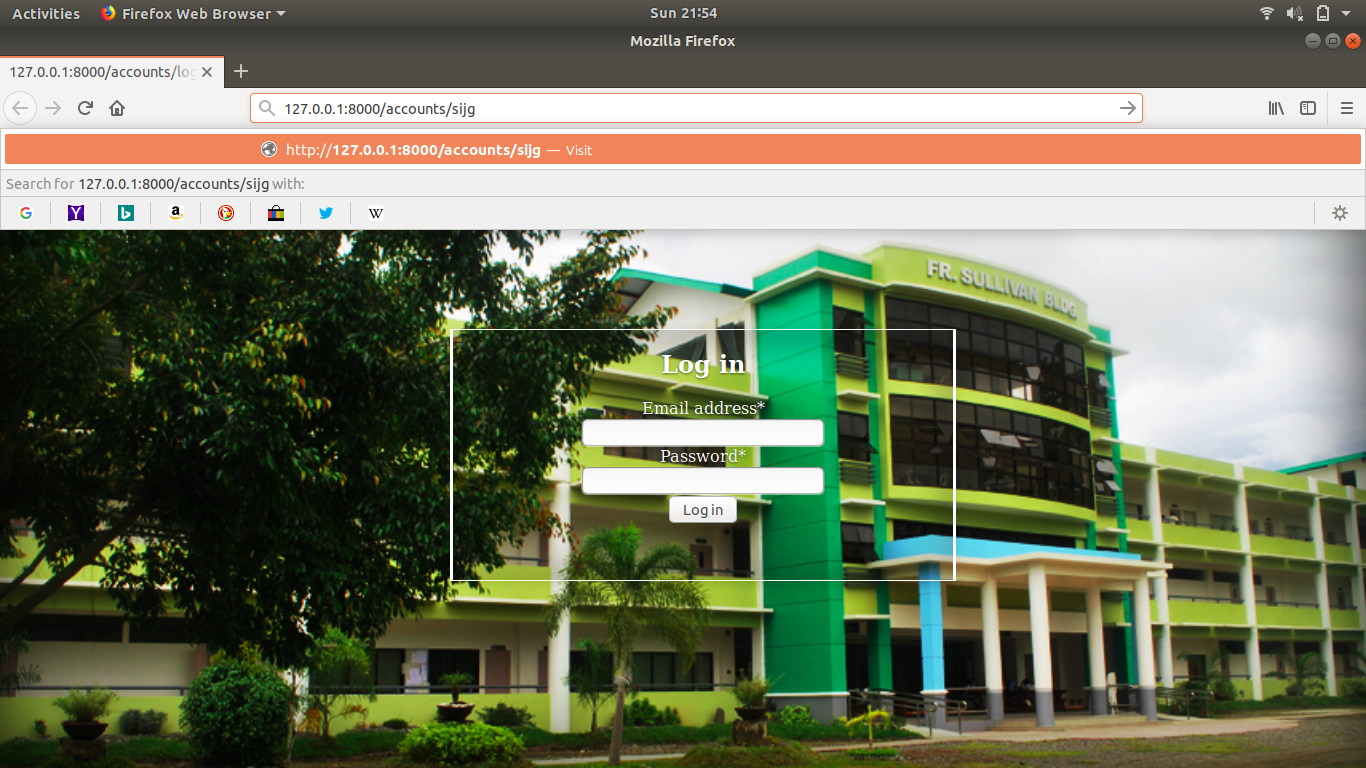 Activities Firefox Web Browser Sun 21:54
Mozilla Firefox
127.0.0.1:8000/accounts/log
127.0.0.1:8000/accounts/sijg
http://127.0.0.1:8000/accounts/sijg — Visit
Search for 127.0.0.1:8000/accounts/sijg with:
FR. SULLIVAN BLDG
Log in
Email address*
Password*
Log in